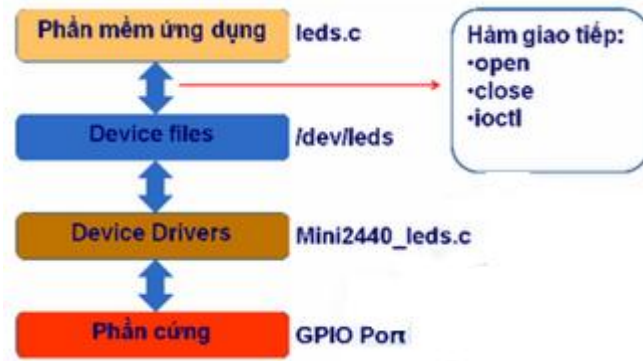 Phần mềm ứng dụng
leds.c
Hàm giao tiếp:
•open
•close
•ioctl
Device files
/dev/leds
Device Drivers
Mini2440_leds.c
Phần cứng
GPIO Port